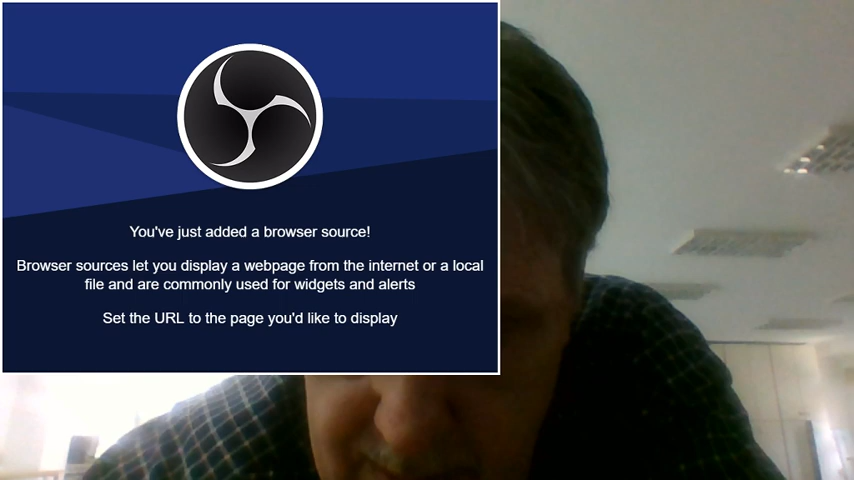 You've just added a browser source!
Browser sources let you display a webpage from the internet or a local
file and are commonly used for widgets and alerts
Set the URL to the page you'd like to display